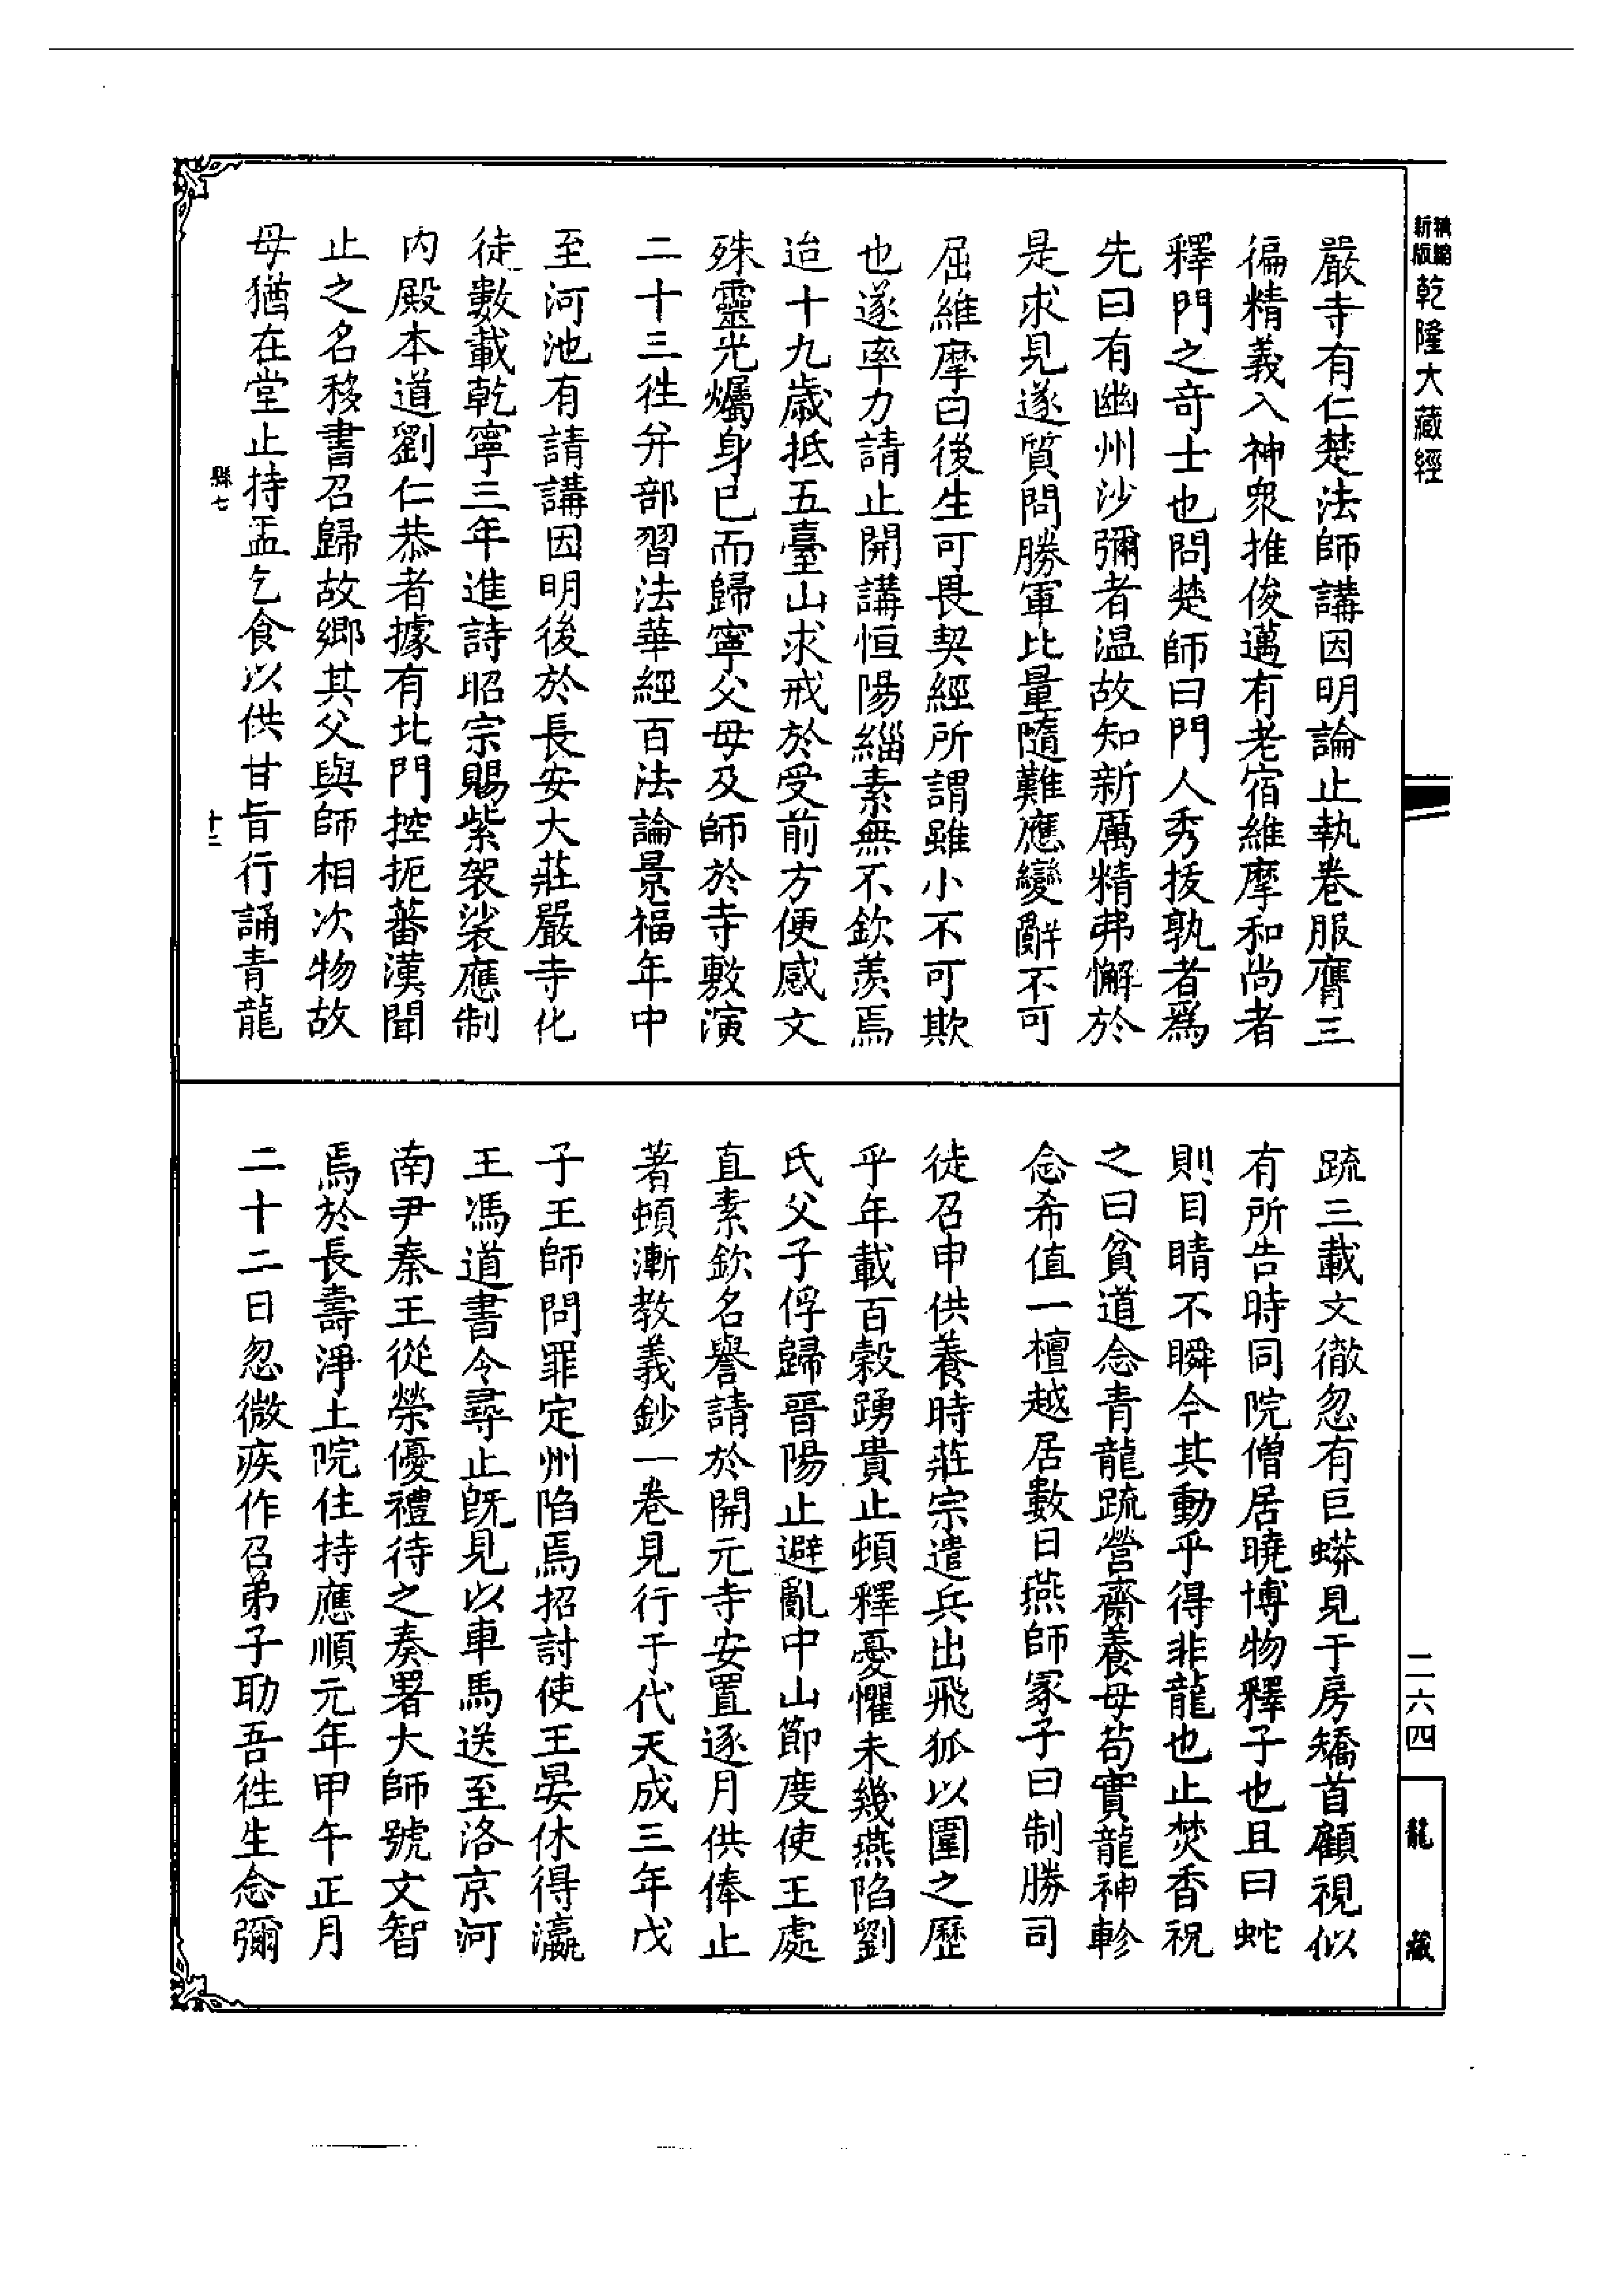 新版精縮
乾隆大藏經
嚴寺有仁楚法師講因明論止執卷服膺三
徧精義入神衆推俊邁有老宿維摩和尚者
釋門之奇士也問楚師曰門人秀拔孰者爲
先曰有幽州沙彌者温故知新厲精弗懈於
是求見遂質問勝軍比量隨難應變辭不可
屈維摩曰後生可畏契經所謂雖小不可欺
也遂率力請止開講恒陽緇素無不欽羨焉
迨十九歲抵五臺山求戒於受前方便感文
殊靈光爥身已而歸寧父母及師於寺敷演
二十三徃并部習法華經百法論景福年中
至河池有請講因明後於長安大莊嚴寺化
徒數載乾寧三年進詩昭宗賜紫袈裟應制
内殿本道劉仁恭者據有北門控扼蕃漢聞
止之名移書召歸故鄉其父與師相次物故
母猶在堂止持盂乞食以供甘旨行誦青龍
縣七
十三
疏三載文徹忽有巨蟒見于房矯首顧視似
有所告時同院僧居曉博物釋子也且曰蛇
則目睛不瞬今其動乎得非龍也止焚香祝
之曰貧道念青龍疏營齋養母苟實龍神軫
念希值一檀越居數日燕師冢子曰制勝司
徒召申供養時莊宗遣兵出飛狐以圍之歷
乎年載百穀踴貴止頓釋憂懼未幾燕陷劉
氏父子俘歸晉陽止避亂中山節度使王處
直素欽名譽請於開元寺安置逐月供俸止
著頓漸教義鈔一卷見行于代天成三年戊
子王師問罪定州陷焉招討使王晏休得瀛
王馮道書令尋止旣見以車馬送至洛京河
南尹秦王從榮優禮待之奏署大師號文智
焉於長壽淨土院住持應順元年甲午正月
二十二日忽微疾作召弟子助吾徃生念彌
二六四
龍藏